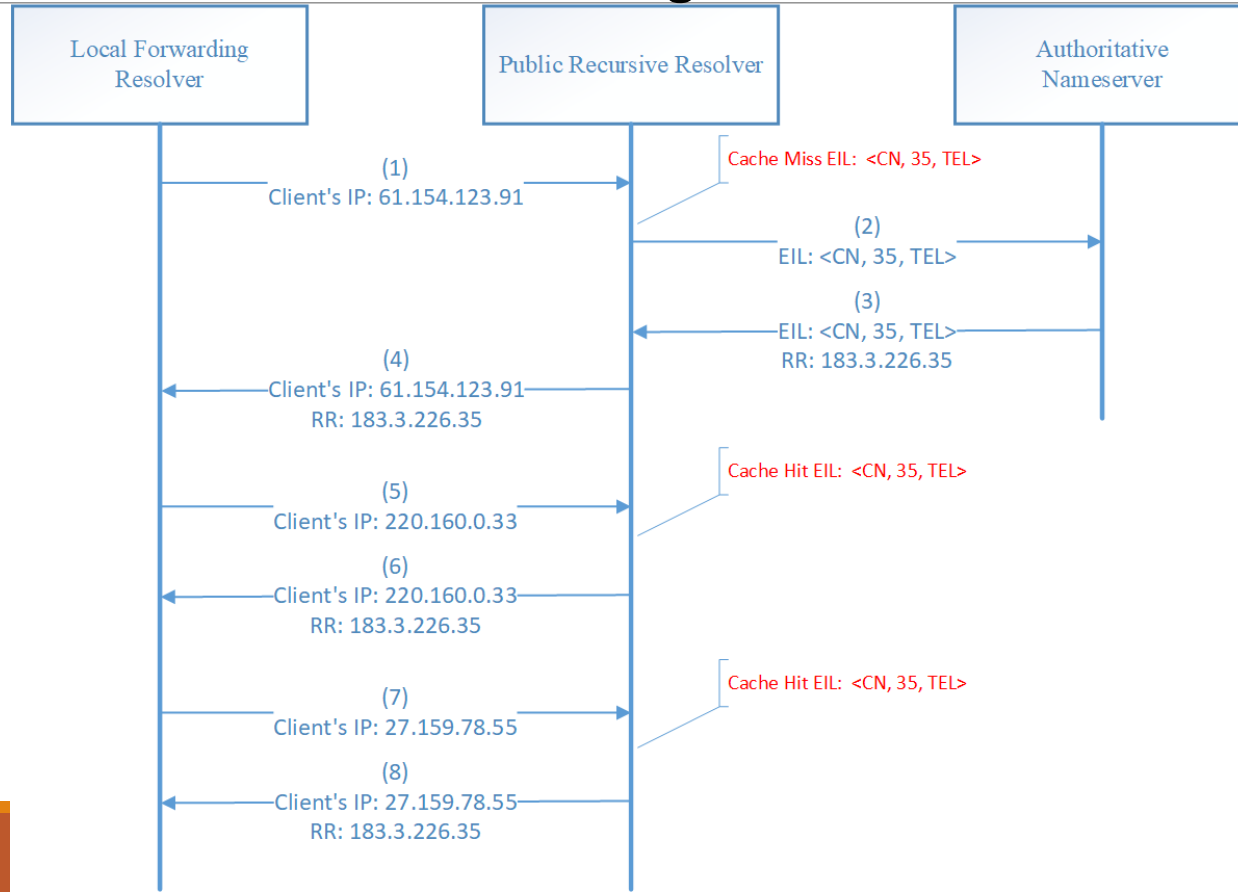 Local Forwarding
Resolver
Public Recursive Resolver
Authoritative
Nameserver
(1)
Client's IP: 61.154.123.91
Cache Miss EIL: <CN, 35, TEL>
(2)
EIL: <CN, 35, TEL>
(3)
EIL: <CN, 35, TEL>
RR: 183.3.226.35
(4)
Client's IP: 61.154.123.91
RR: 183.3.226.35
Cache Hit EIL: <CN, 35, TEL>
(5)
Client's IP: 220.160.0.33
(6)
Client's IP: 220.160.0.33
RR: 183.3.226.35
Cache Hit EIL: <CN, 35, TEL>
(7)
Client's IP: 27.159.78.55
(8)
Client's IP: 27.159.78.55
RR: 183.3.226.35